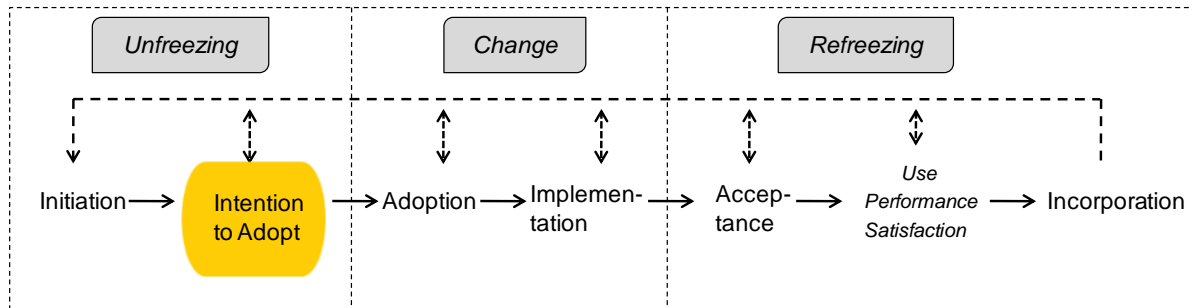 Unfreezing
Change
Refreezing
Initiation
Intention
to Adopt
Adoption
Implemen-
tation
Accep-
tance
Use
Performance
Satisfaction
Incorporation